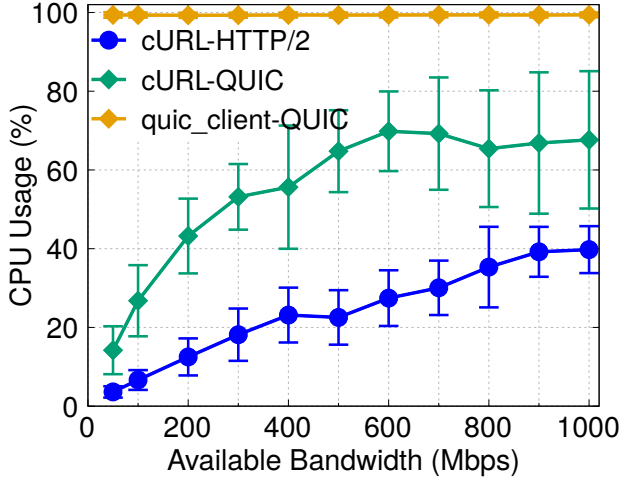 100
80
60
40
20
0
CPU Usage (%)
cURL-HTTP/2
cURL-QUIC
quic_client-QUIC
0 200 400 600 800 1000
Available Bandwidth (Mbps)